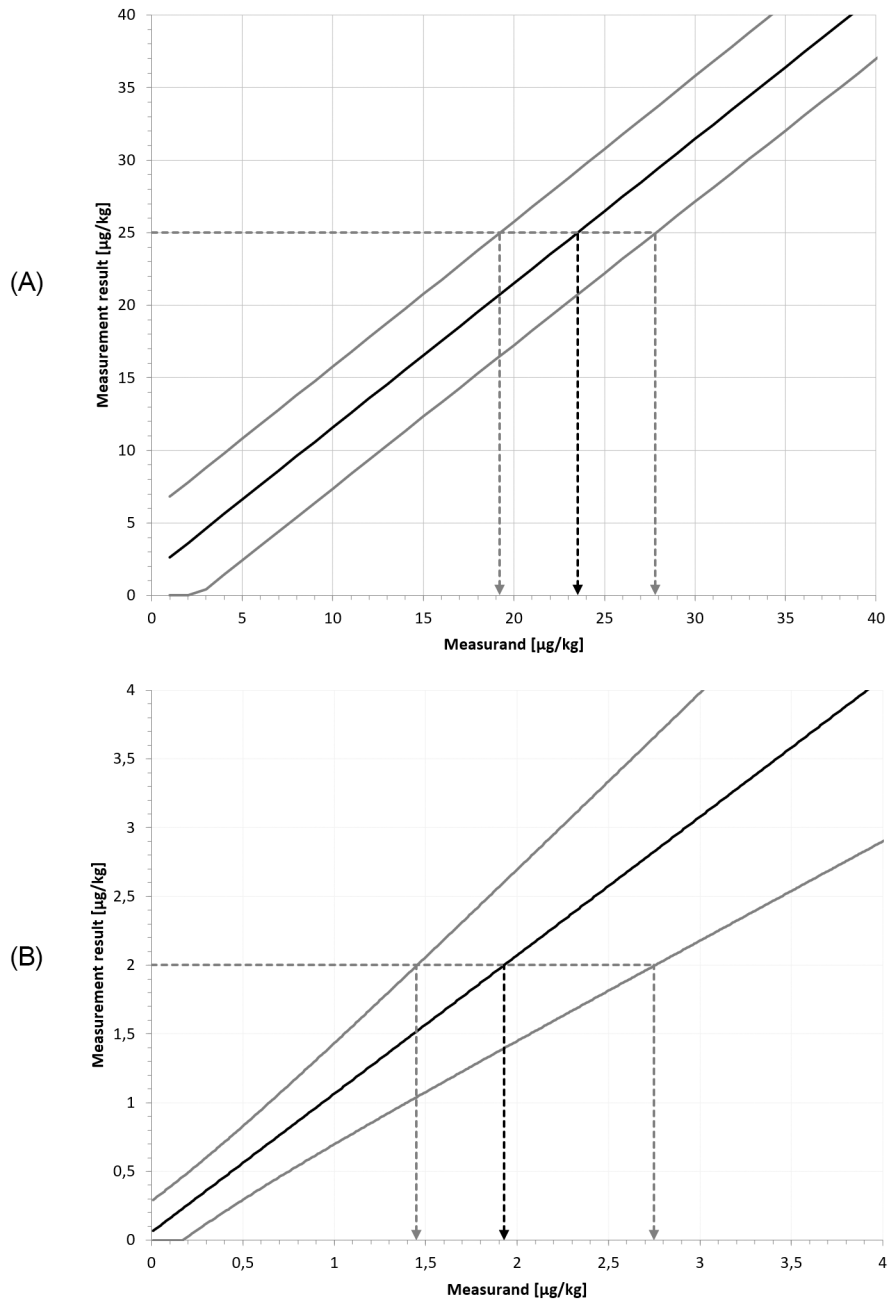 (A)
Measurement result [µg/kg]
40
35
30
25
20
15
10
5
0
0 5 10 15 20 25 30 35 40
Measurand [µg/kg]
(B)
Measurement result [µg/kg]
4
3,5
3
2,5
2
1,5
1
0,5
0
0 0,5 1 1,5 2 2,5 3 3,5 4
Measurand [µg/kg]